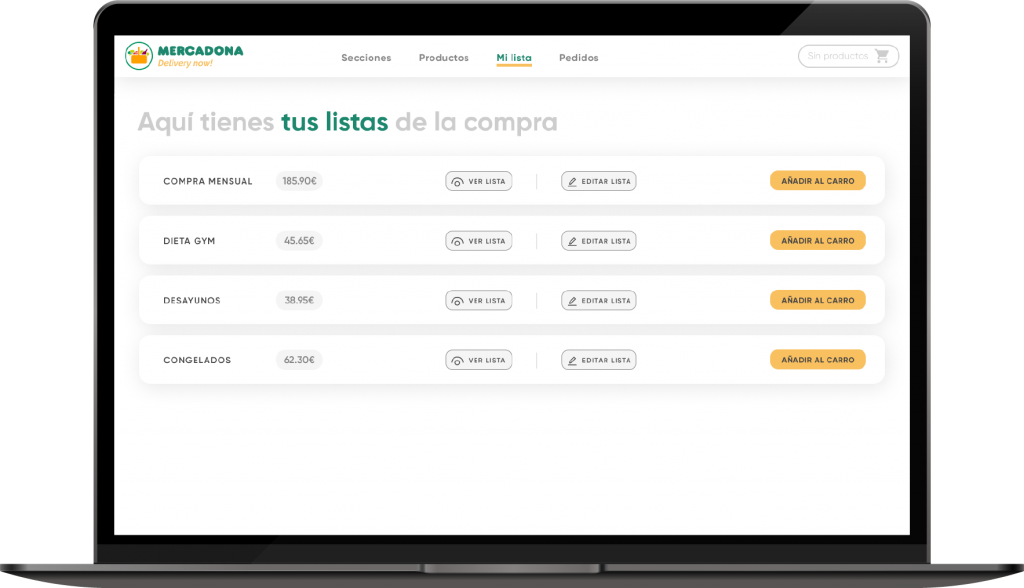 MERCADONA
Delivery now!
Secciones
Productos
Mi lista
Pedidos
Sin productos
Aquí tienes tus listas de la compra
COMPRA MENSUAL 185.90€ VER LISTA EDITAR LISTA AÑADIR AL CARRO
DIETA GYM 45.65€ VER LISTA EDITAR LISTA AÑADIR AL CARRO
DESAYUNOS 38.95€ VER LISTA EDITAR LISTA AÑADIR AL CARRO
CONGELADOS 62.30€ VER LISTA EDITAR LISTA AÑADIR AL CARRO